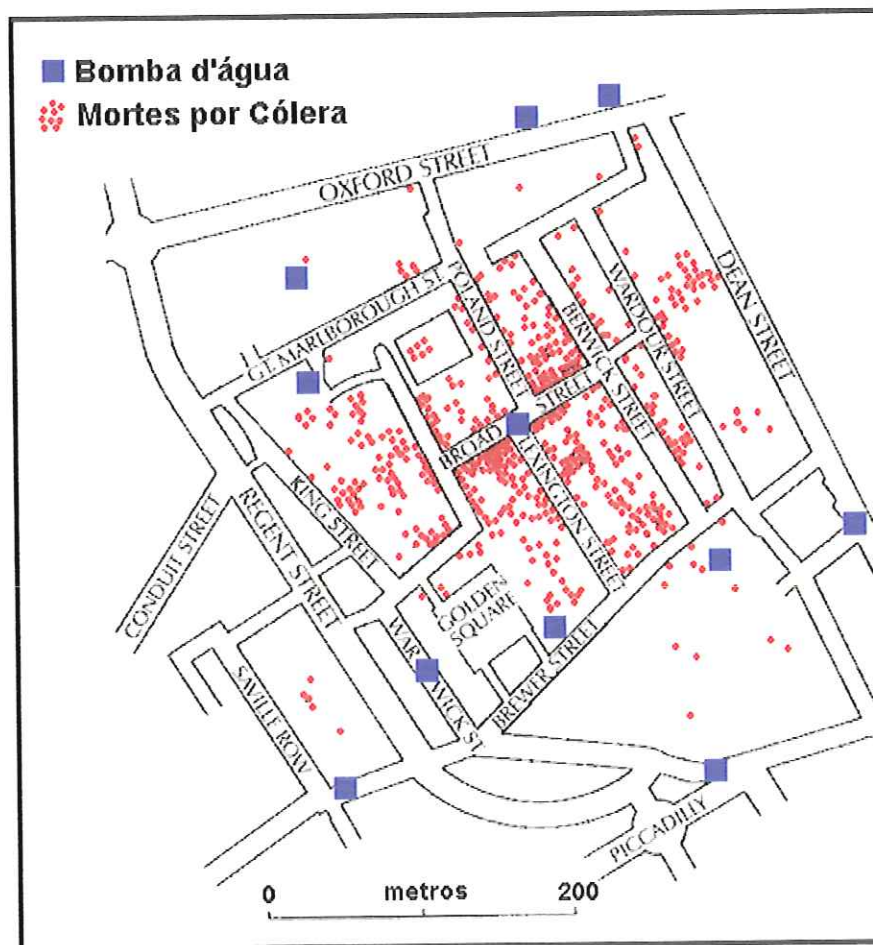 Bomba d'água
Mortes por Cólera
OXFORD STREET
GT. MARLBOROUGH ST.
POLAND STREET
BERWICK STREET
WARDOUR STREET
DEAN STREET
BROAD STREET
LEXINGTON STREET
KING STREET
REGENT STREET
CONDUIT STREET
GOLDEN
SQUARE
WARWICK ST.
BREWER STREET
SAVILLE ROW
PICCADILLY
0 metros 200